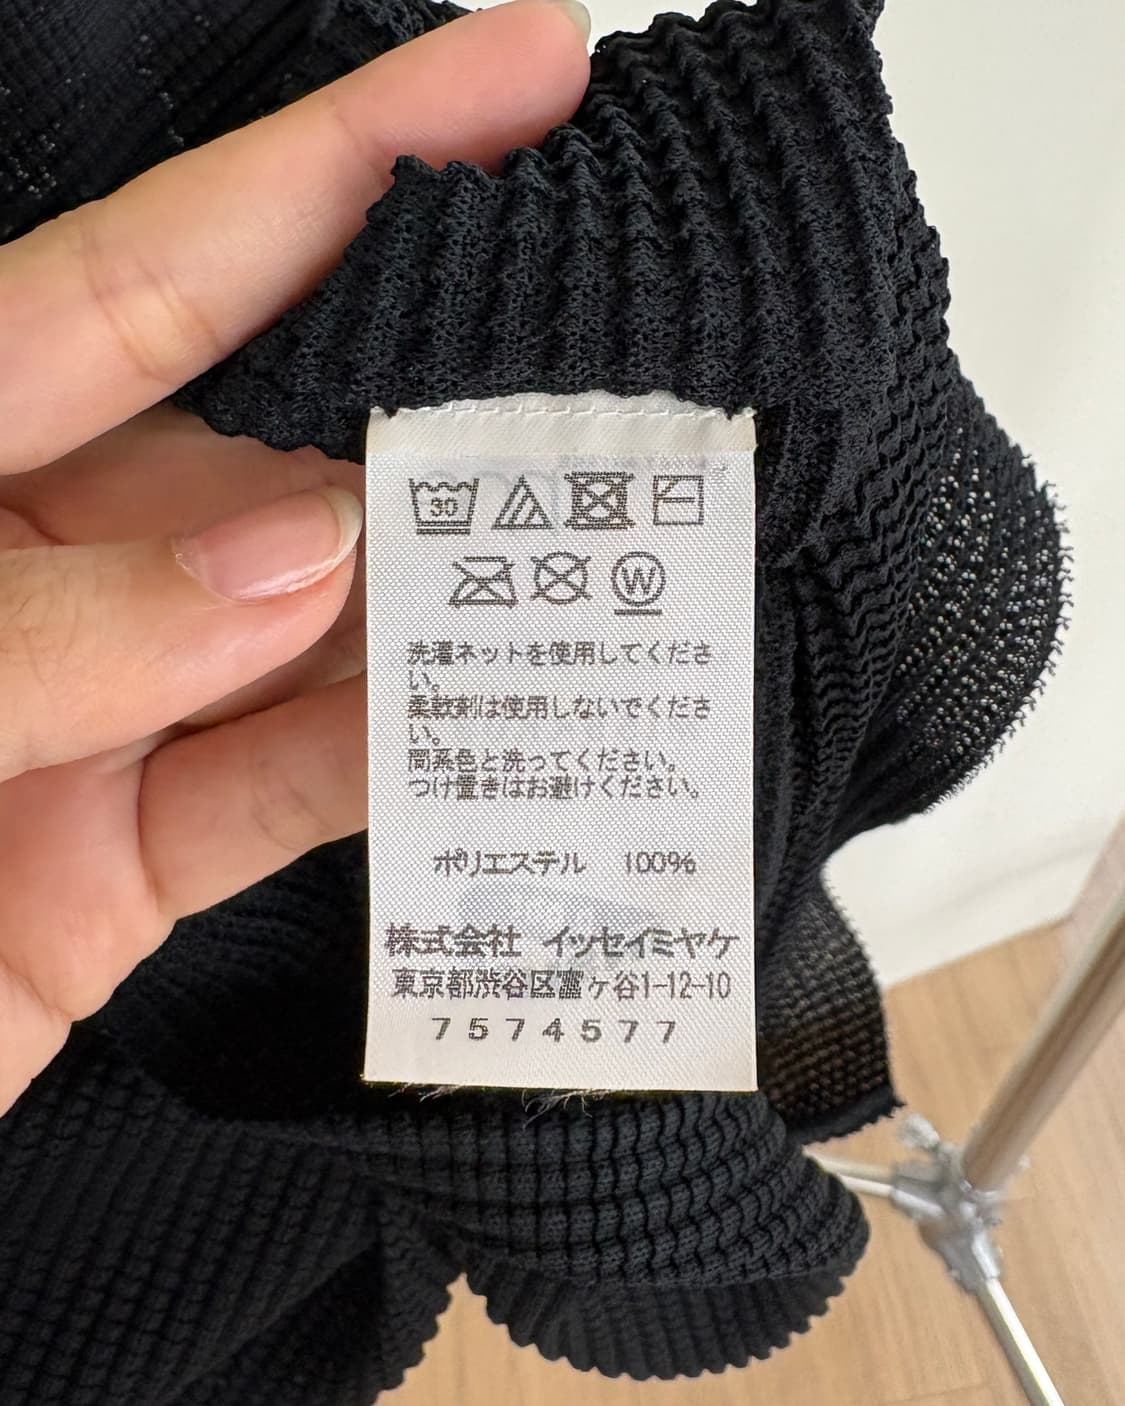 30
W
洗濯ネットを使用してくださ
い。
柔軟剤は使用しないでくださ
い。
同系色と洗ってください。
つけ置きはお避けください。
ポリエステル 100%
株式会社 イッセイミヤケ
東京都渋谷区富ヶ谷1-12-10
7574577